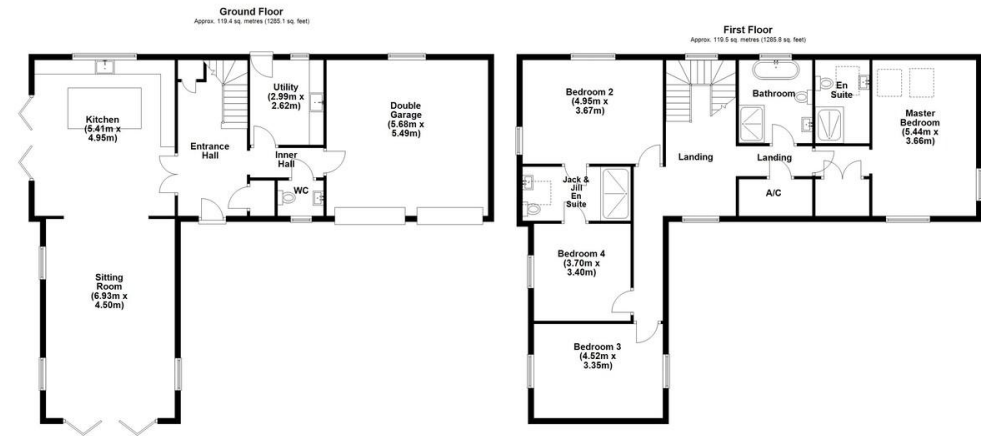 Ground Floor
Approx. 119.4 sq. metres (1285.1 sq. feet)
Kitchen
(5.41m x
4.95m)
Entrance
Hall
Utility
(2.99m x
2.62m)
Inner
Hall
WC
Double
Garage
(5.68m x
5.49m)
Sitting
Room
(6.93m x
4.50m)
First Floor
Approx. 119.5 sq. metres (1285.8 sq. feet)
Bedroom 2
(4.95m x
3.67m)
Landing
Bathroom
En
Suite
Master
Bedroom
(5.44m x
3.66m)
Landing
A/C
Jack &
Jill
En
Suite
Bedroom 4
(3.70m x
3.40m)
Bedroom 3
(4.52m x
3.35m)